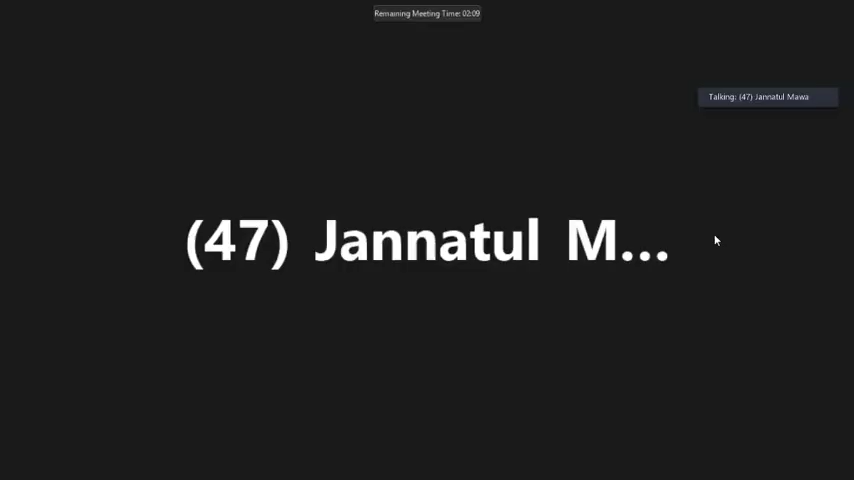 Remaining Meeting Time: 02:09
Talking: (47) Jannatul Mawa
(47) Jannatul M...